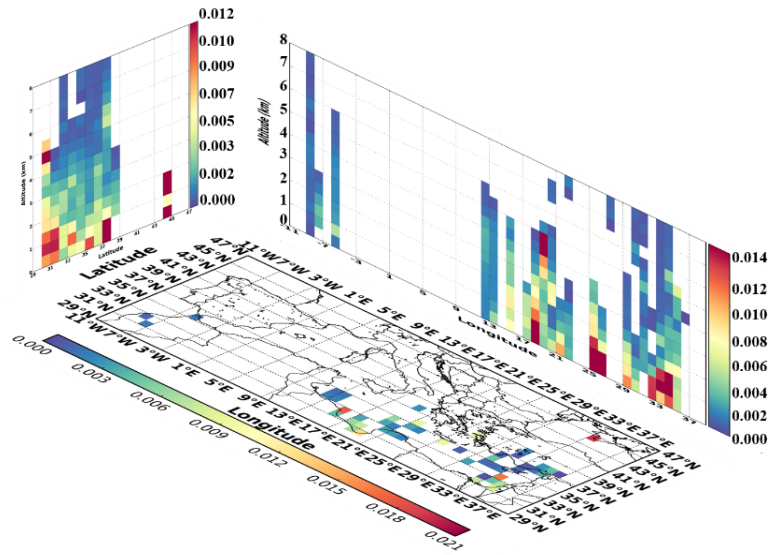 0.012
0.010
0.009
0.007
0.005
0.003
0.002
0.000
Altitude (km)
Latitude
8
7
6
5
4
3
2
1
0
Altitude (km)
Longitude
0.014
0.012
0.010
0.008
0.006
0.004
0.002
0.000
Latitude
47°N
45°N
43°N
41°N
39°N
37°N
35°N
33°N
31°N
29°N
11°W 7°W 3°W 1°E 5°E 9°E 13°E 17°E 21°E 25°E 29°E 33°E 37°E
11°W 7°W 3°W 1°E 5°E 9°E 13°E 17°E 21°E 25°E 29°E 33°E 37°E
Longitude
47°N
45°N
43°N
41°N
39°N
37°N
35°N
33°N
31°N
29°N
0.000
0.003
0.006
0.009
0.012
0.015
0.018
0.021